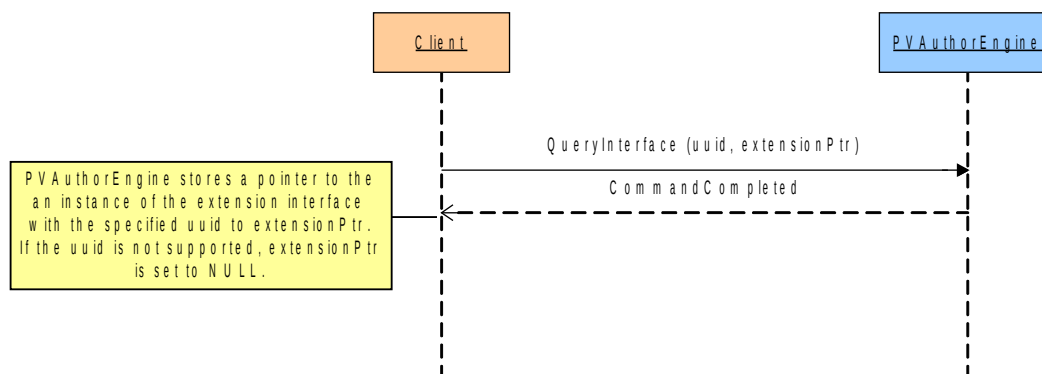 Client
PVAuthorEngine
QueryInterface (uuid, extensionPtr)
CommandCompleted
PVAuthorEngine stores a pointer to the
an instance of the extension interface
with the specified uuid to extensionPtr.
If the uuid is not supported, extensionPtr
is set to NULL.